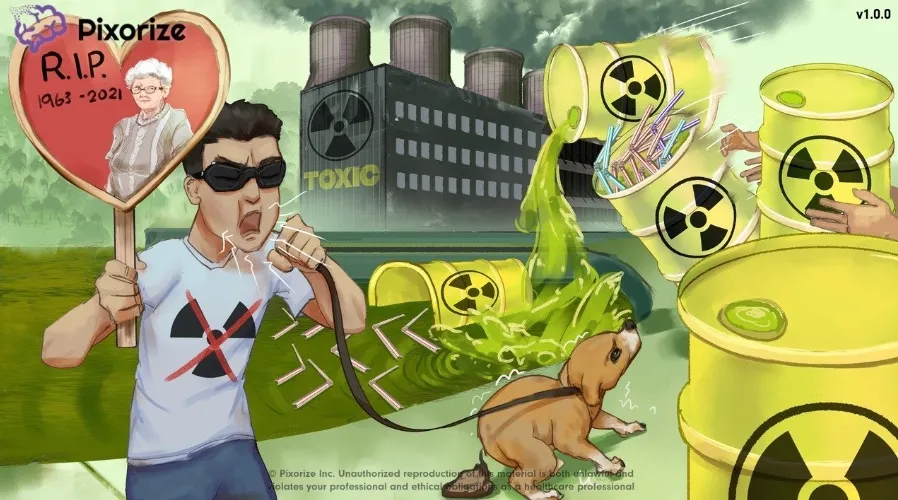 Pixorize
v1.0.0
R.I.P.
1963 - 2021
TOXIC
© Pixorize Inc. Unauthorized reproduction of this material is both unlawful and
violates your professional and ethical obligations as a healthcare professional